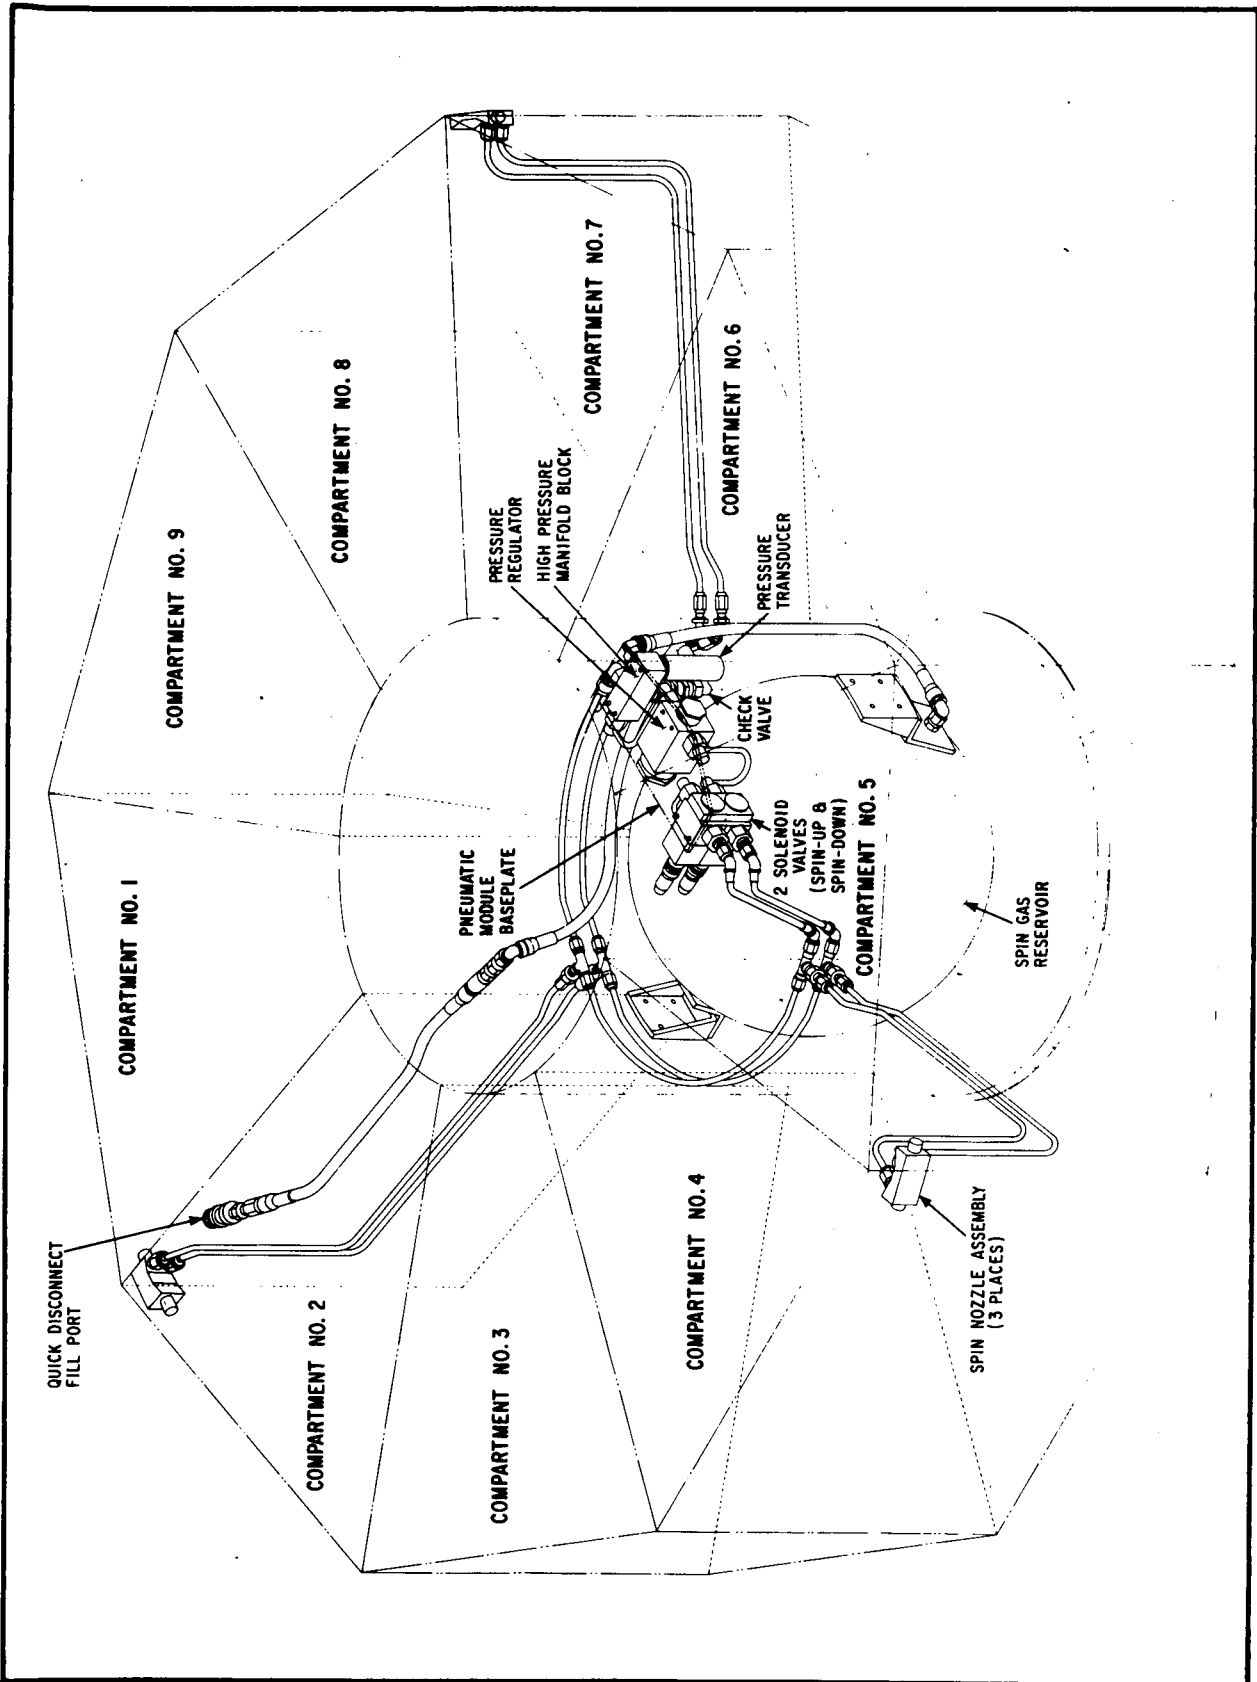 QUICK DISCONNECT
FILL PORT
COMPARTMENT NO. 1
COMPARTMENT NO. 9
COMPARTMENT NO. 2
COMPARTMENT NO. 8
COMPARTMENT NO. 3
PNEUMATIC
MODULE
BASEPLATE
PRESSURE
REGULATOR
HIGH PRESSURE
MANIFOLD BLOCK
COMPARTMENT NO. 7
COMPARTMENT NO. 4
COMPARTMENT NO. 6
CHECK
VALVE
PRESSURE
TRANSDUCER
2 SOLENOID
VALVES
(SPIN-UP &
SPIN-DOWN)
COMPARTMENT NO. 5
SPIN NOZZLE ASSEMBLY
(3 PLACES)
SPIN GAS
RESERVOIR